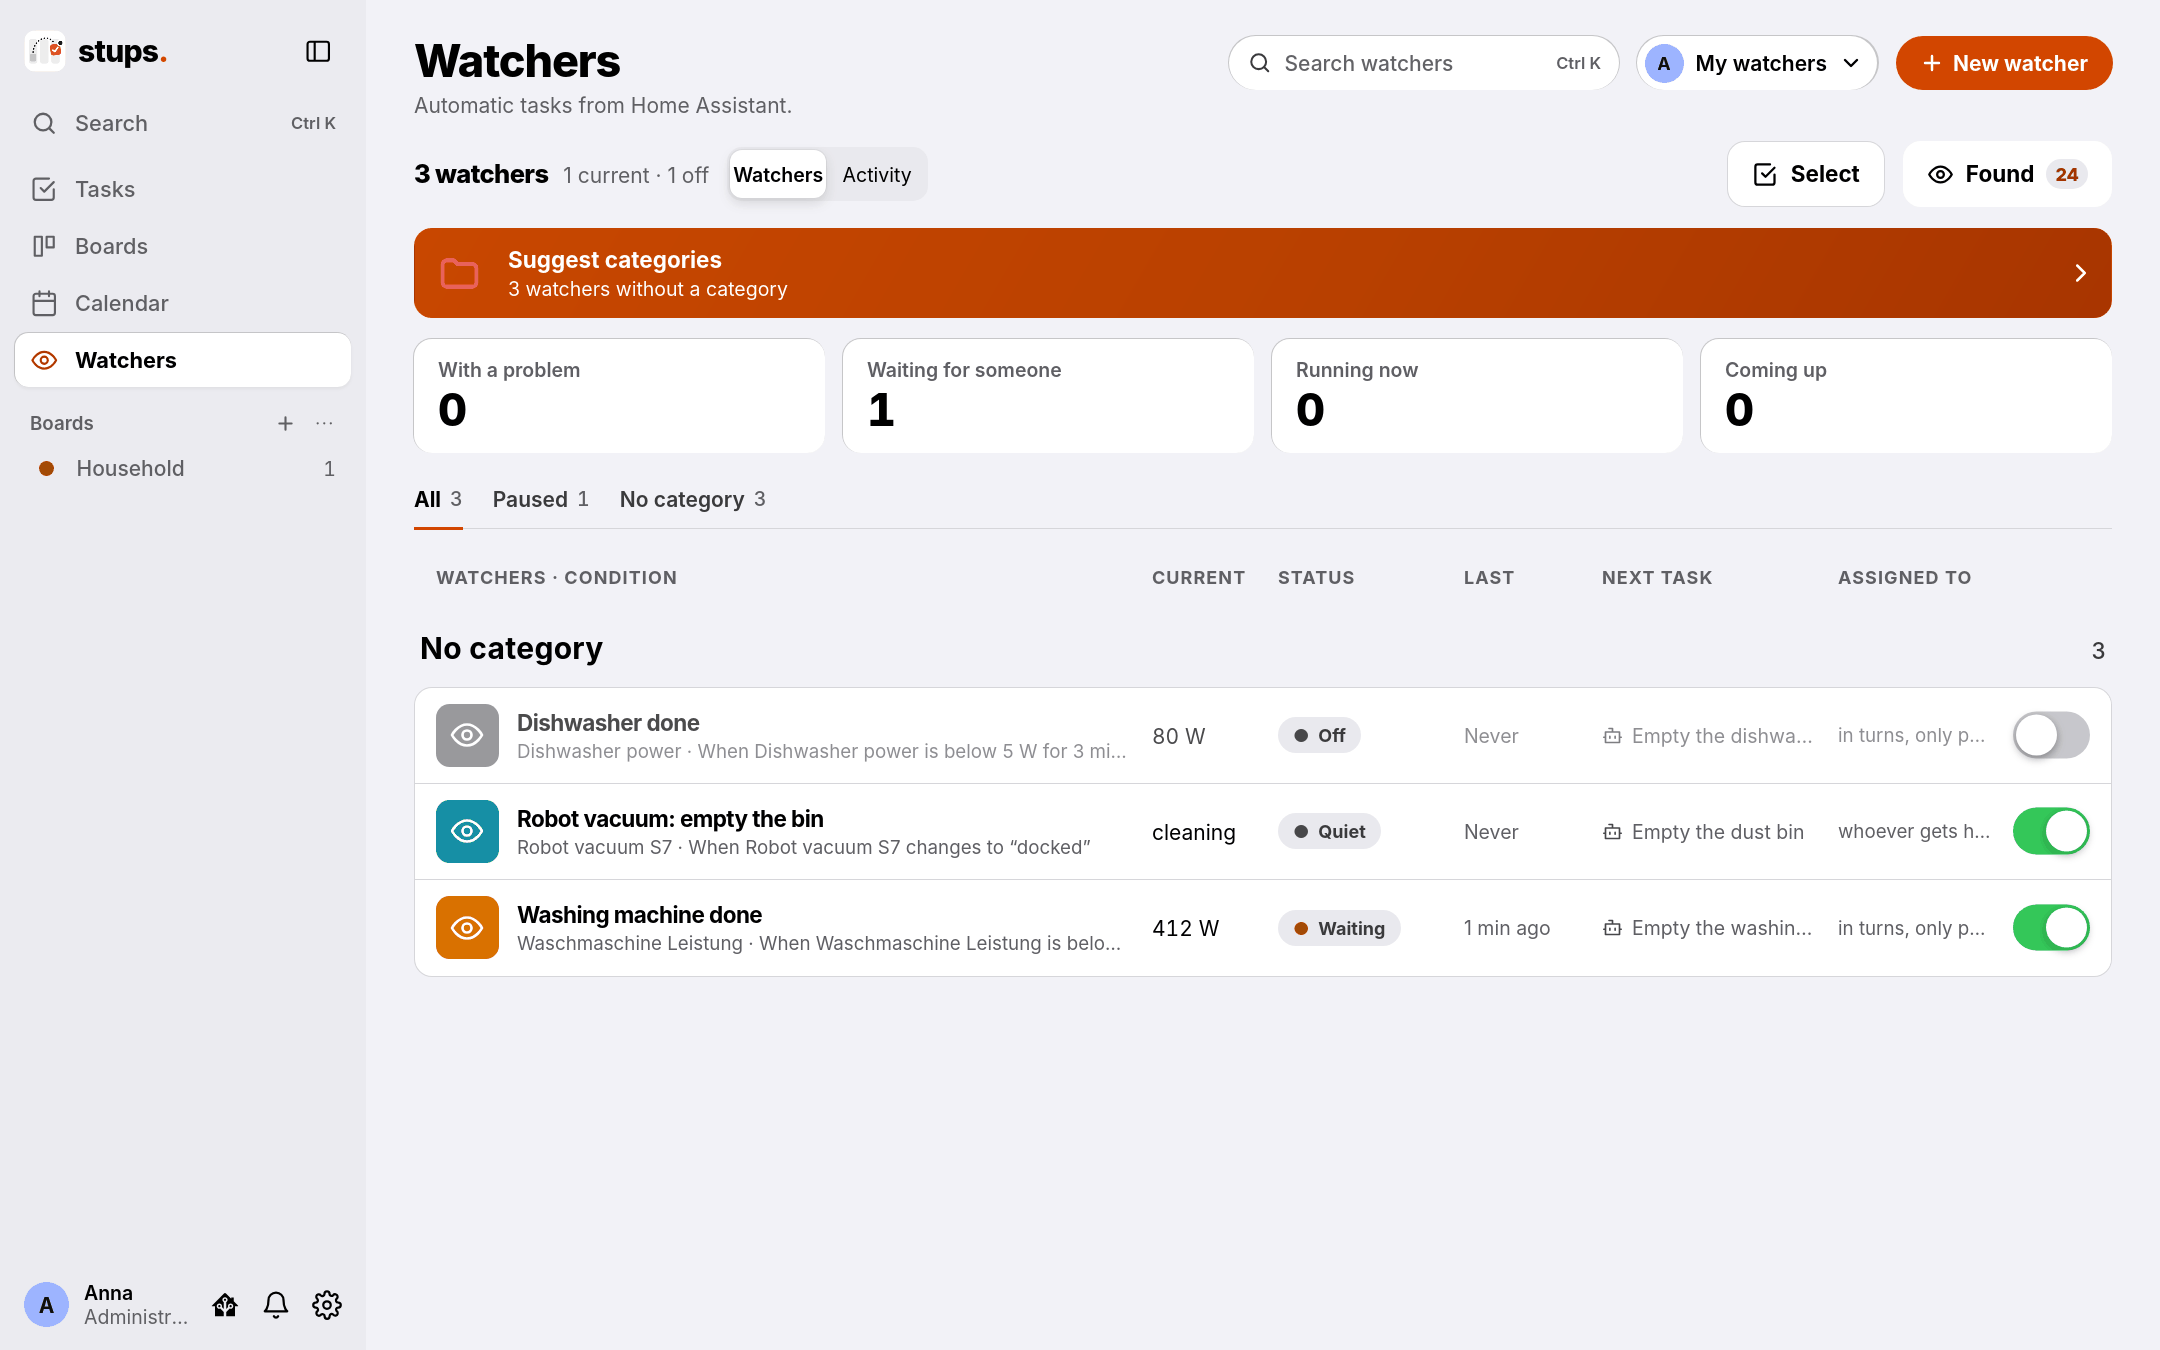 stups.
Search Ctrl K
Tasks
Boards
Calendar
Watchers
Boards
Household 1
Anna
Administr...
Watchers
Automatic tasks from Home Assistant.
Search watchers Ctrl K
A My watchers
New watcher
3 watchers 1 current · 1 off
Watchers Activity
Select
Found 24
Suggest categories
3 watchers without a category
With a problem
0
Waiting for someone
1
Running now
0
Coming up
0
All 3 Paused 1 No category 3
WATCHERS · CONDITION CURRENT STATUS LAST NEXT TASK ASSIGNED TO
No category 3
Dishwasher done
Dishwasher power · When Dishwasher power is below 5 W for 3 mi...
80 W Off Never Empty the dishwa... in turns, only p...
Robot vacuum: empty the bin
Robot vacuum S7 · When Robot vacuum S7 changes to “docked”
cleaning Quiet Never Empty the dust bin whoever gets h...
Washing machine done
Waschmaschine Leistung · When Waschmaschine Leistung is belo...
412 W Waiting 1 min ago Empty the washin... in turns, only p...
A